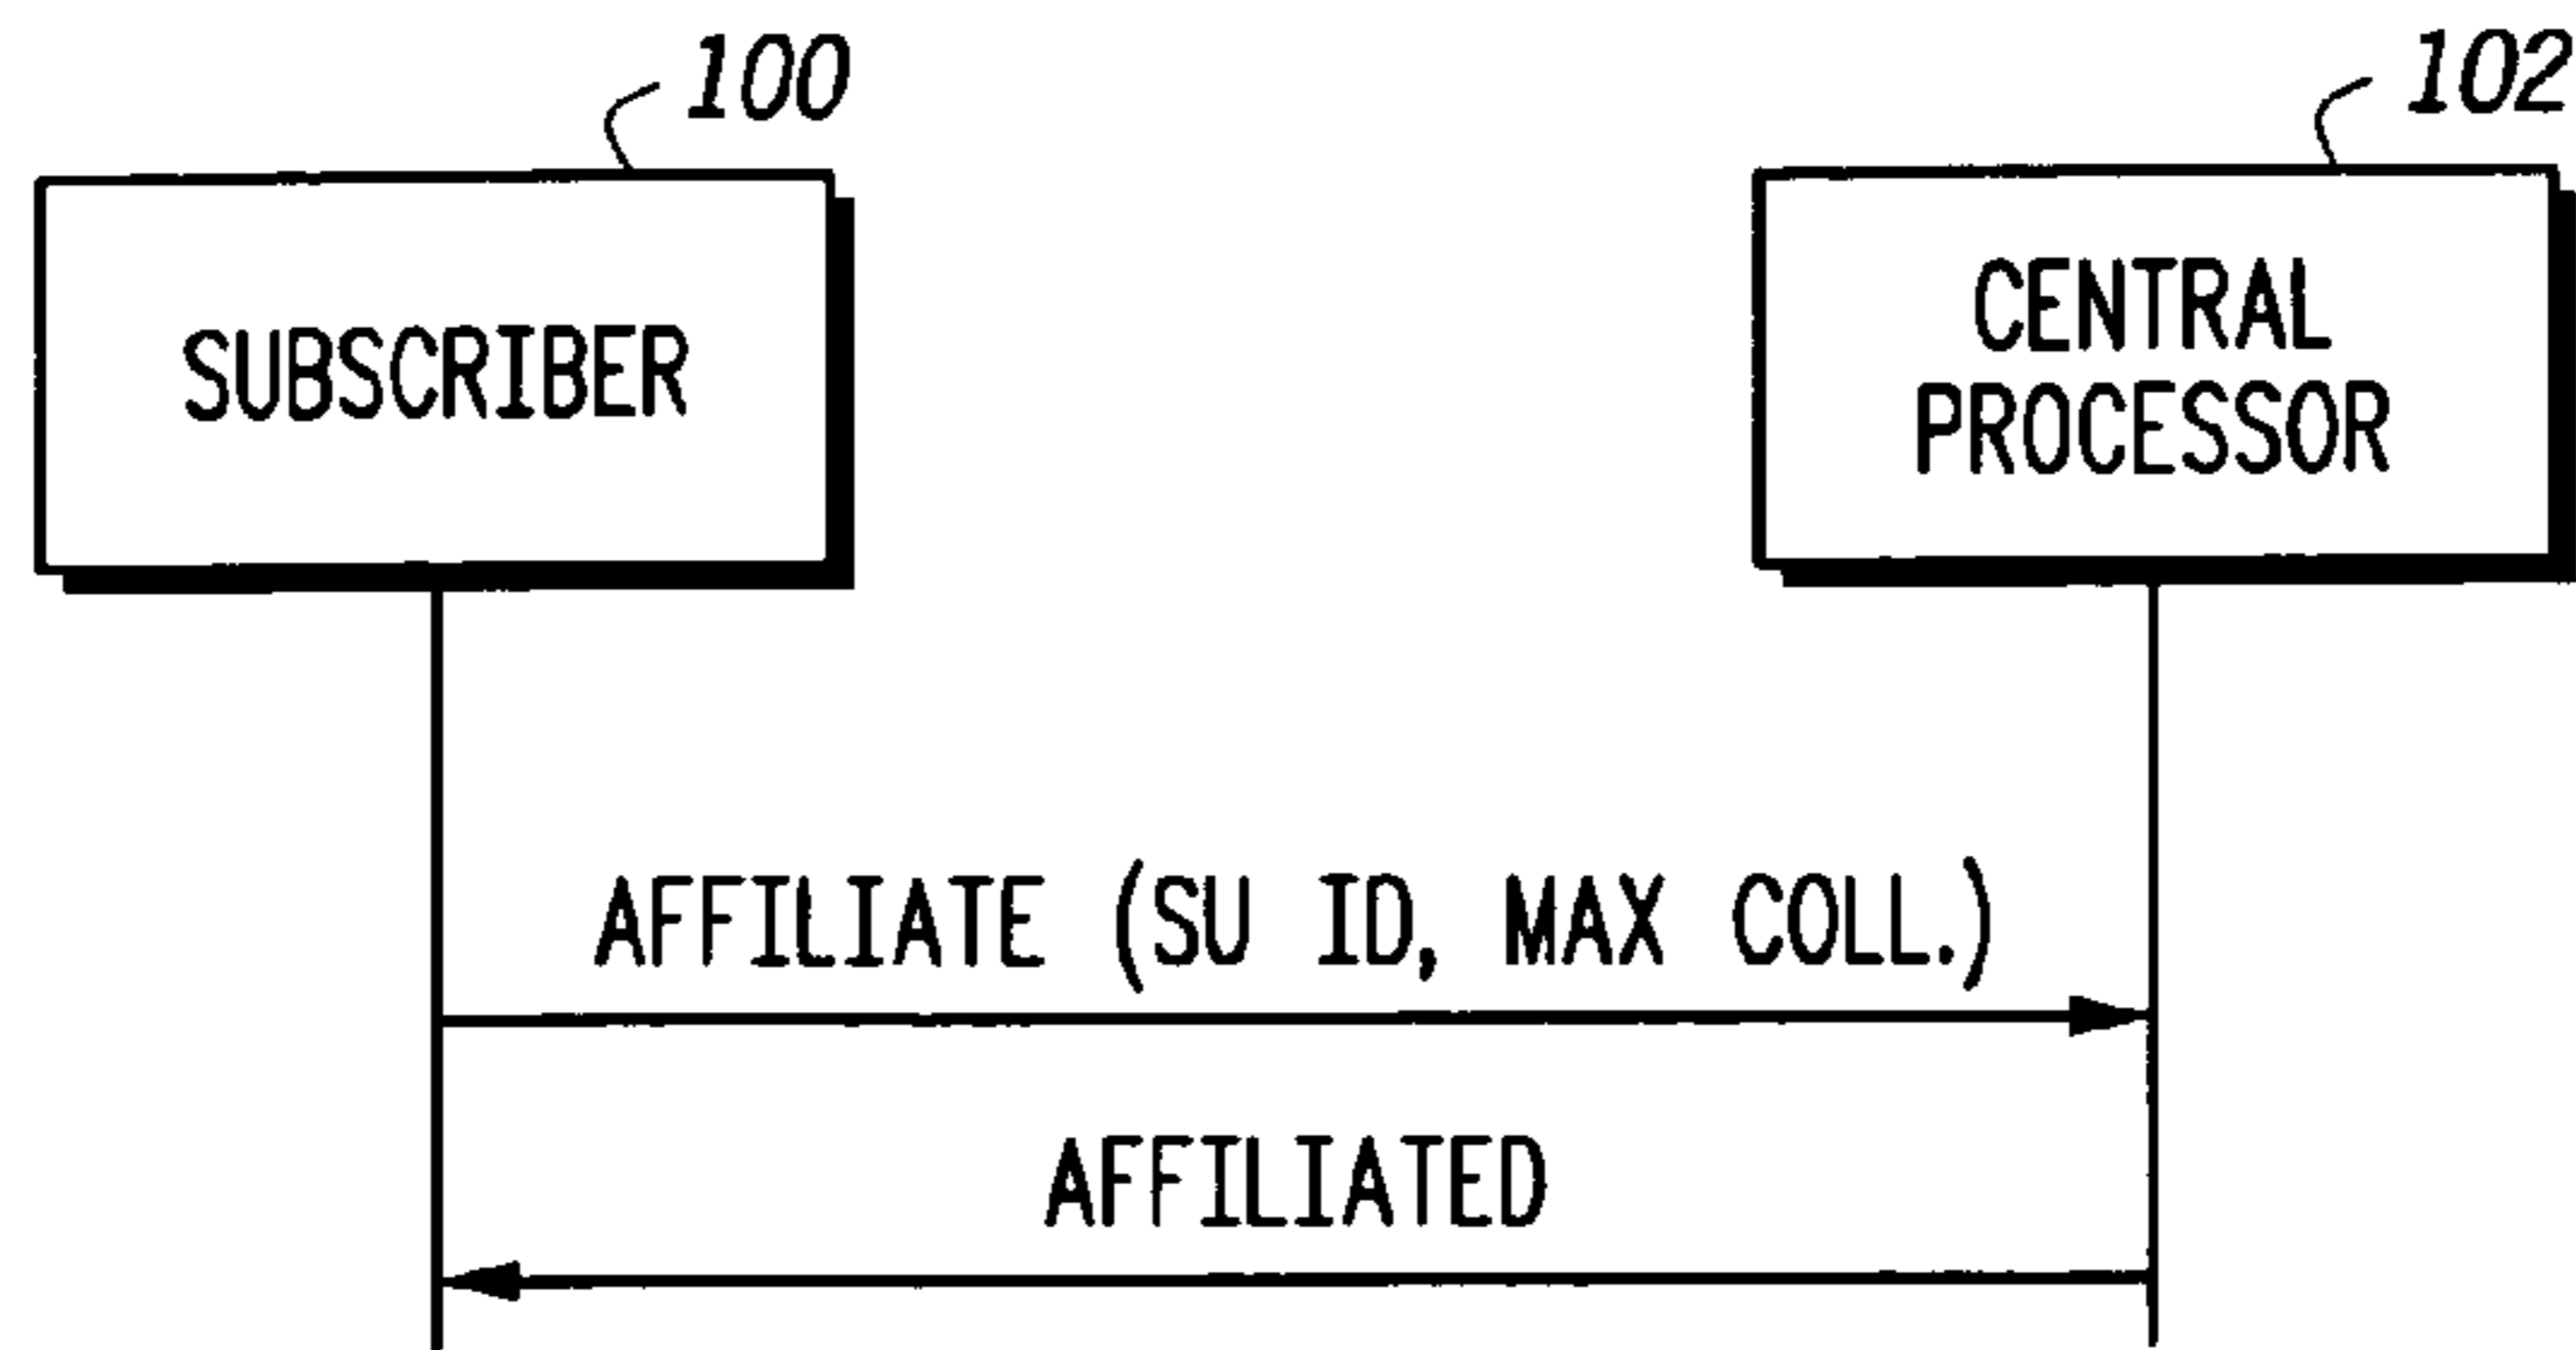 100
102
SUBSCRIBER
CENTRAL
PROCESSOR
AFFILIATE (SU ID, MAX COLL.)
AFFILIATED